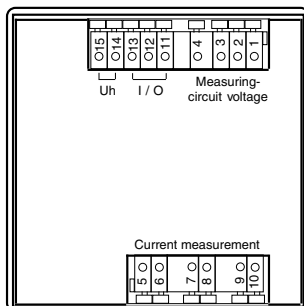 15 14 13 12 11 4 3 2 1
Uh I / O Measuring-
circuit voltage
Current measurement
5 6 7 8 9 10